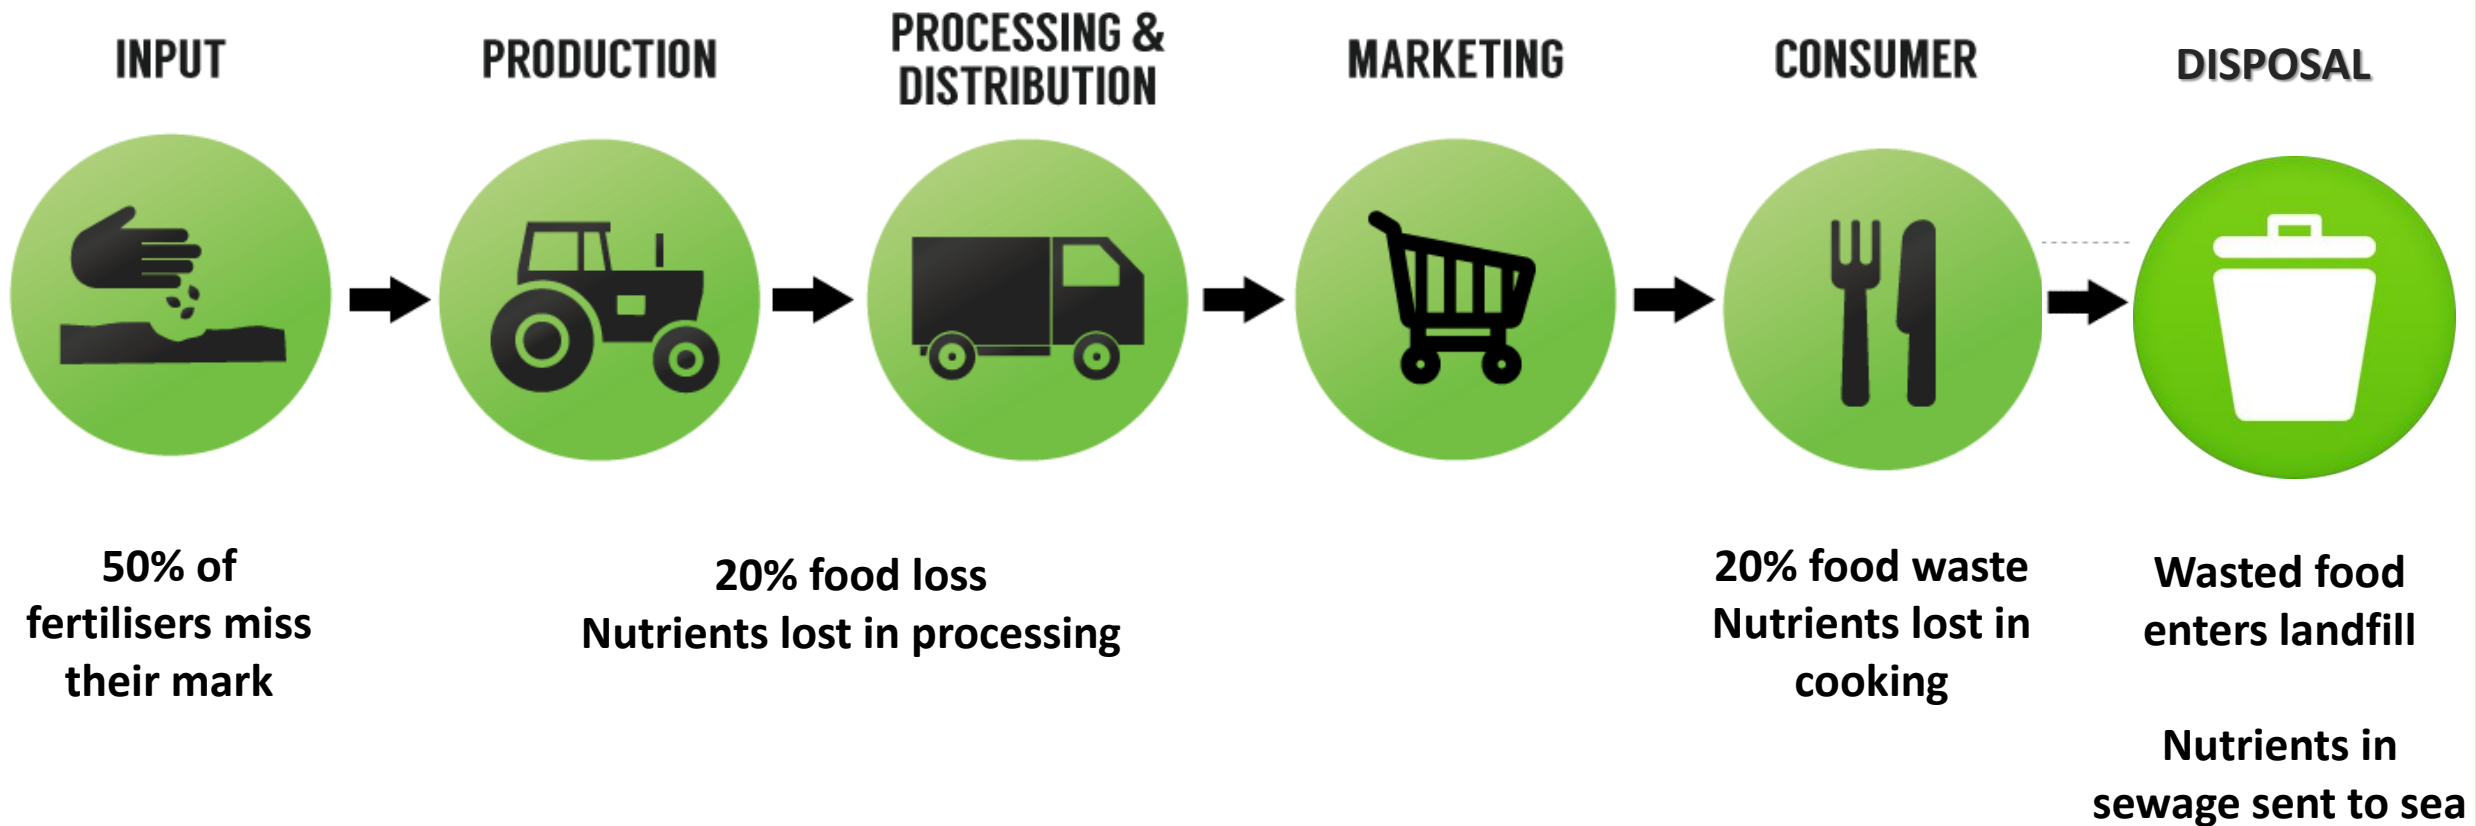 INPUT
PRODUCTION
PROCESSING &
DISTRIBUTION
MARKETING
CONSUMER
DISPOSAL
50% of
fertilisers miss
their mark
20% food loss
Nutrients lost in processing
20% food waste
Nutrients lost in
cooking
Wasted food
enters landfill
Nutrients in
sewage sent to sea